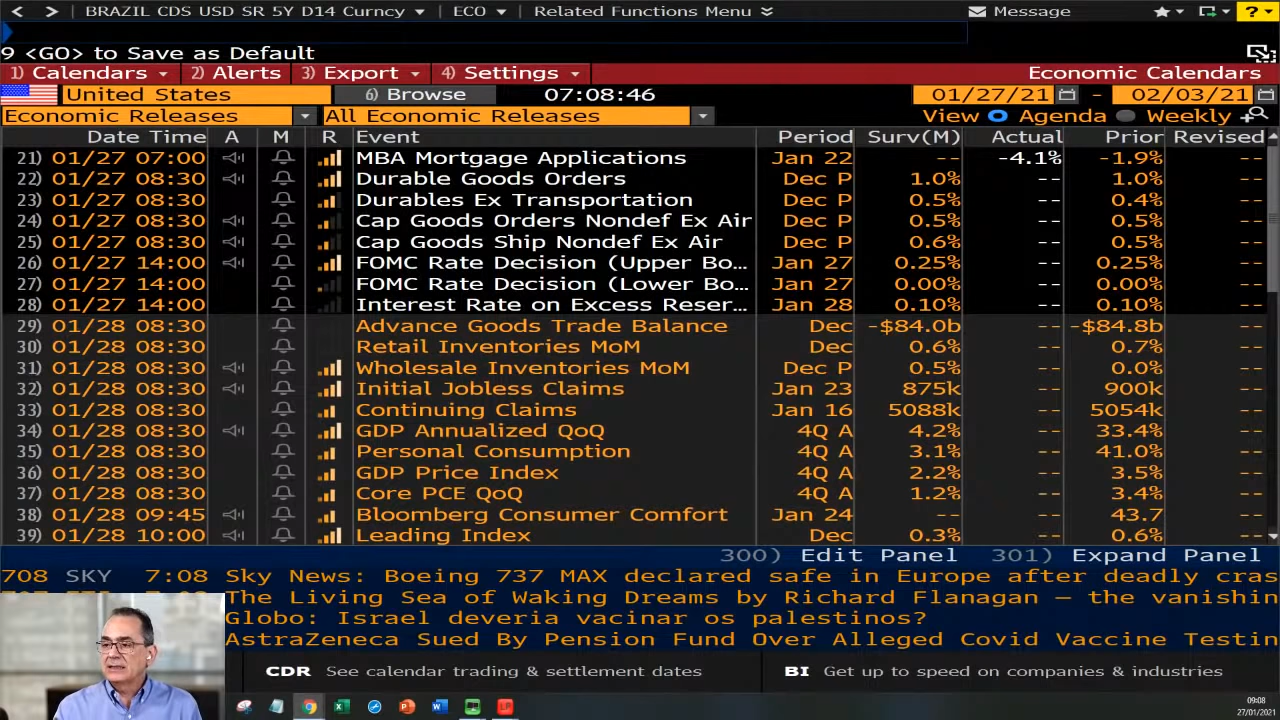 BRAZIL CDS USD SR 5Y D14 Curncy ECO Related Functions Menu Message ?
9 <GO> to Save as Default
1) Calendars 2) Alerts 3) Export 4) Settings Economic Calendars
United States 6) Browse 07:08:46 01/27/21 - 02/03/21
Economic Releases All Economic Releases View Agenda Weekly
Date Time A M R Event Period Surv(M) Actual Prior Revised
21) 01/27 07:00 MBA Mortgage Applications Jan 22 -- -4.1% -1.9% --
22) 01/27 08:30 Durable Goods Orders Dec P 1.0% -- 1.0% --
23) 01/27 08:30 Durables Ex Transportation Dec P 0.5% -- 0.4% --
24) 01/27 08:30 Cap Goods Orders Nondef Ex Air Dec P 0.5% -- 0.5% --
25) 01/27 08:30 Cap Goods Ship Nondef Ex Air Dec P 0.6% -- 0.5% --
26) 01/27 14:00 FOMC Rate Decision (Upper Bo... Jan 27 0.25% -- 0.25% --
27) 01/27 14:00 FOMC Rate Decision (Lower Bo... Jan 27 0.00% -- 0.00% --
28) 01/27 14:00 Interest Rate on Excess Reser... Jan 28 0.10% -- 0.10% --
29) 01/28 08:30 Advance Goods Trade Balance Dec -$84.0b -- -$84.8b --
30) 01/28 08:30 Retail Inventories MoM Dec 0.6% -- 0.7% --
31) 01/28 08:30 Wholesale Inventories MoM Dec P 0.5% -- 0.0% --
32) 01/28 08:30 Initial Jobless Claims Jan 23 875k -- 900k --
33) 01/28 08:30 Continuing Claims Jan 16 5088k -- 5054k --
34) 01/28 08:30 GDP Annualized QoQ 4Q A 4.2% -- 33.4% --
35) 01/28 08:30 Personal Consumption 4Q A 3.1% -- 41.0% --
36) 01/28 08:30 GDP Price Index 4Q A 2.2% -- 3.5% --
37) 01/28 08:30 Core PCE QoQ 4Q A 1.2% -- 3.4% --
38) 01/28 09:45 Bloomberg Consumer Comfort Jan 24 -- -- 43.7 --
39) 01/28 10:00 Leading Index Dec 0.3% -- 0.6% --
300) Edit Panel 301) Expand Panel
708 SKY 7:08 Sky News: Boeing 737 MAX declared safe in Europe after deadly cras
The Living Sea of Waking Dreams by Richard Flanagan — the vanishin
Globo: Israel deveria vacinar os palestinos?
AstraZeneca Sued By Pension Fund Over Alleged Covid Vaccine Testin
CDR See calendar trading & settlement dates BI Get up to speed on companies & industries
09:08
27/01/2021